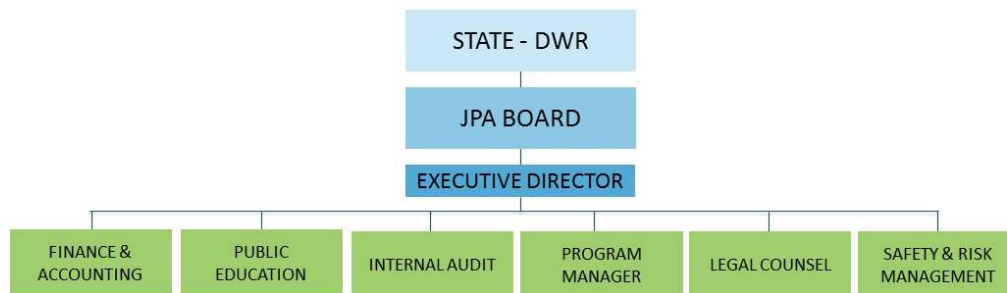 STATE - DWR
JPA BOARD
EXECUTIVE DIRECTOR
FINANCE &
ACCOUNTING
PUBLIC
EDUCATION
INTERNAL AUDIT
PROGRAM
MANAGER
LEGAL COUNSEL
SAFETY & RISK
MANAGEMENT